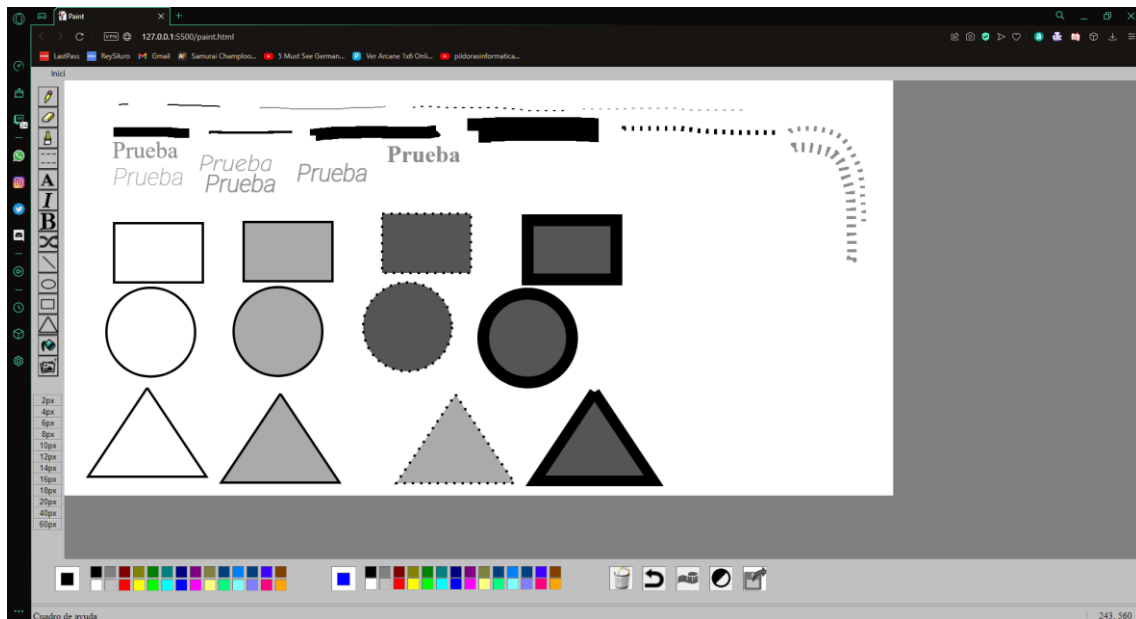 Paint
VPN 127.0.0.1:5500/paint.html
LastPass ReySiluro Gmail Samurai Champloo... 5 Must See German... Ver Arcane 1x6 Onli... pildorasinformatica...
Inici
Prueba Prueba Prueba Prueba
Prueba Prueba
A
I
B
2px
4px
6px
8px
10px
12px
14px
16px
18px
20px
40px
60px
Cuadro de ayuda
243, 560